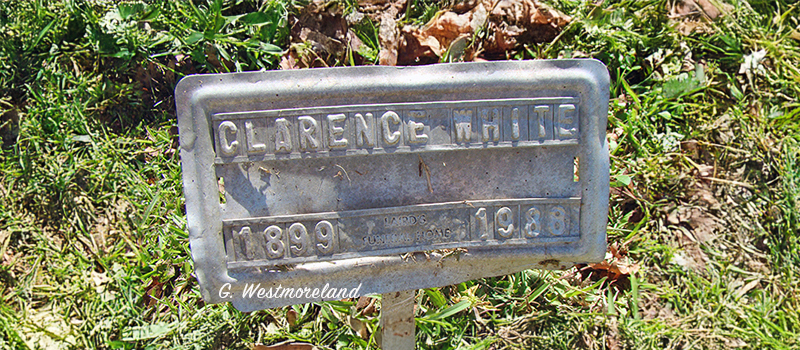 CLARENCE WHITE
1899 LAIRD'S 1988
FUNERAL HOME
G. Westmoreland